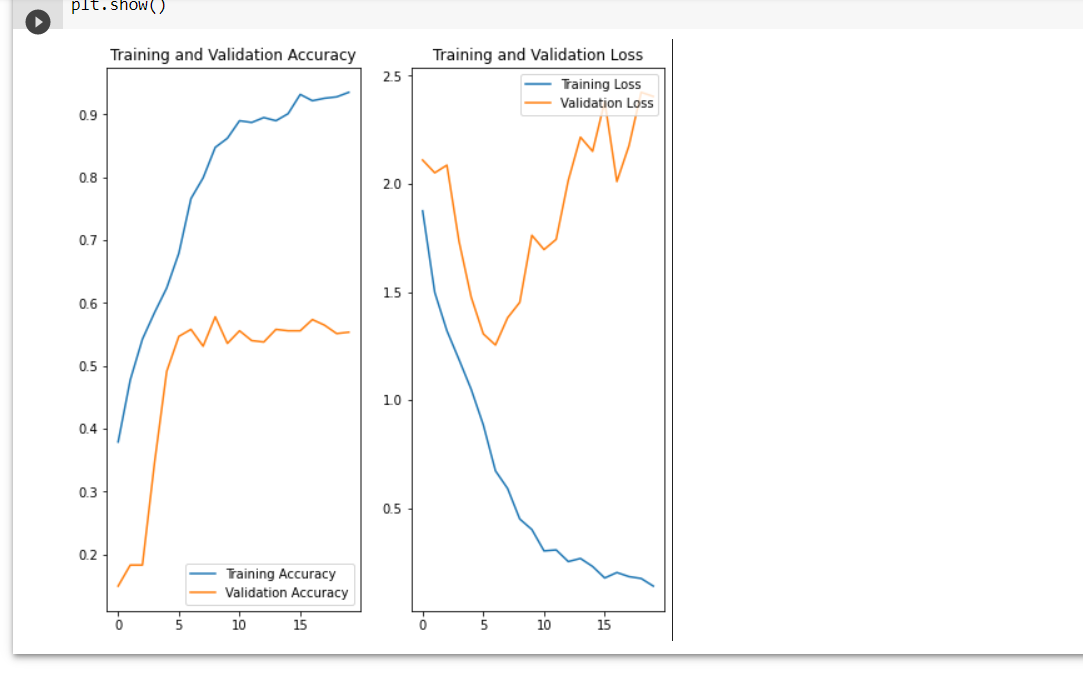 plt.show()
Training and Validation Accuracy
0.9
0.8
0.7
0.6
0.5
0.4
0.3
0.2
0 5 10 15
Training Accuracy
Validation Accuracy
Training and Validation Loss
2.5
2.0
1.5
1.0
0.5
0 5 10 15
Training Loss
Validation Loss